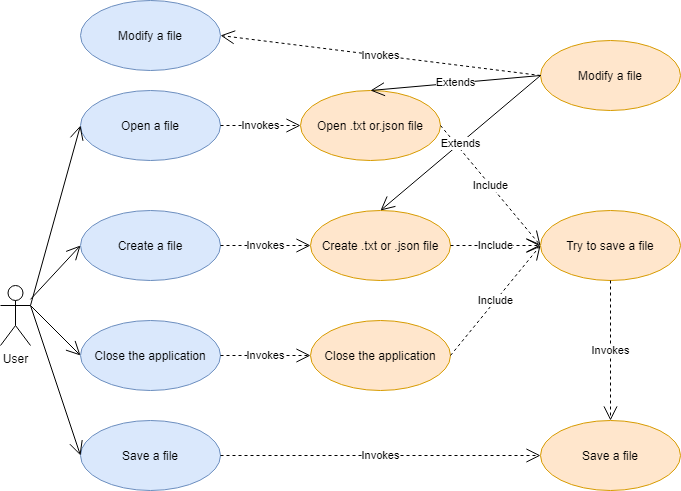 Modify a file
Invokes
Modify a file
Extends
Open a file
Invokes
Open .txt or.json file
Extends
Include
Create a file
Invokes
Create .txt or .json file
Include
Try to save a file
Include
User
Close the application
Invokes
Close the application
Invokes
Save a file
Invokes
Save a file